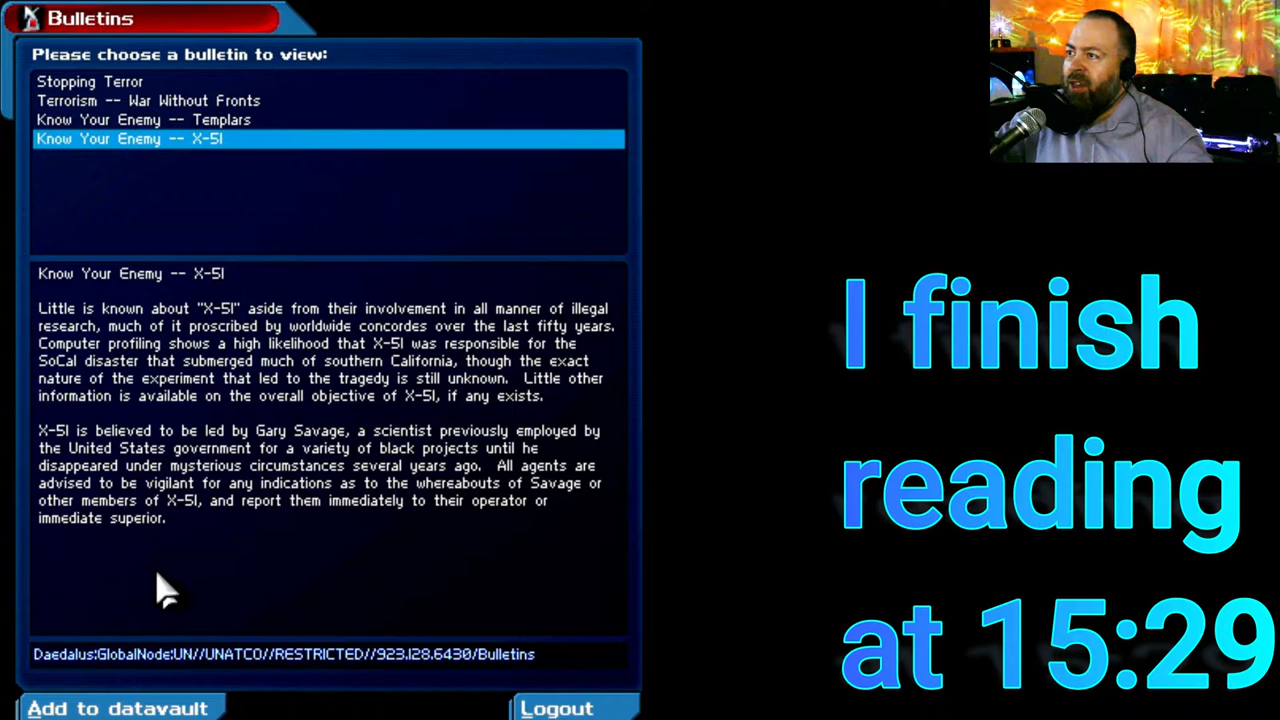 Bulletins
Please choose a bulletin to view:
Stopping Terror
Terrorism -- War Without Fronts
Know Your Enemy -- Templars
Know Your Enemy -- X-51
Know Your Enemy -- X-51
Little is known about "X-51" aside from their involvement in all manner of illegal
research, much of it proscribed by worldwide concordes over the last fifty years.
Computer profiling shows a high likelihood that X-51 was responsible for the
SoCal disaster that submerged much of southern California, though the exact
nature of the experiment that led to the tragedy is still unknown. Little other
information is available on the overall objective of X-51, if any exists.
X-51 is believed to be led by Gary Savage, a scientist previously employed by
the United States government for a variety of black projects until he
disappeared under mysterious circumstances several years ago. All agents are
advised to be vigilant for any indications as to the whereabouts of Savage or
other members of X-51, and report them immediately to their operator or
immediate superior.
Daedalus:GlobalNode:UN//UNATCO//RESTRICTED//923.128.6430/Bulletins
Add to datavault
Logout
I finish
reading
at 15:29